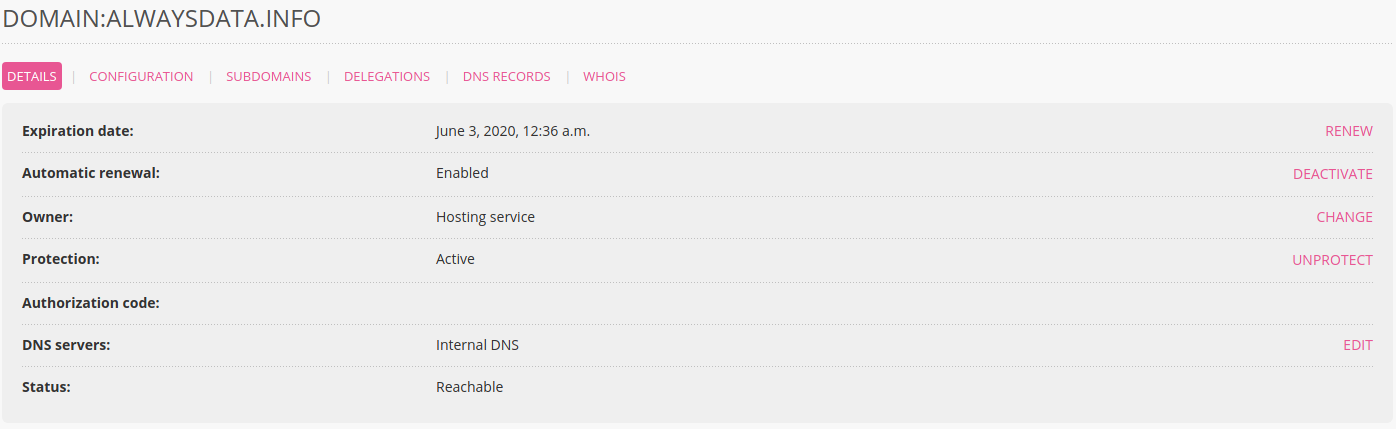 DOMAIN:ALWAYSDATA.INFO
DETAILS | CONFIGURATION | SUBDOMAINS | DELEGATIONS | DNS RECORDS | WHOIS
Expiration date: June 3, 2020, 12:36 a.m. RENEW
Automatic renewal: Enabled DEACTIVATE
Owner: Hosting service CHANGE
Protection: Active UNPROTECT
Authorization code:
DNS servers: Internal DNS EDIT
Status: Reachable